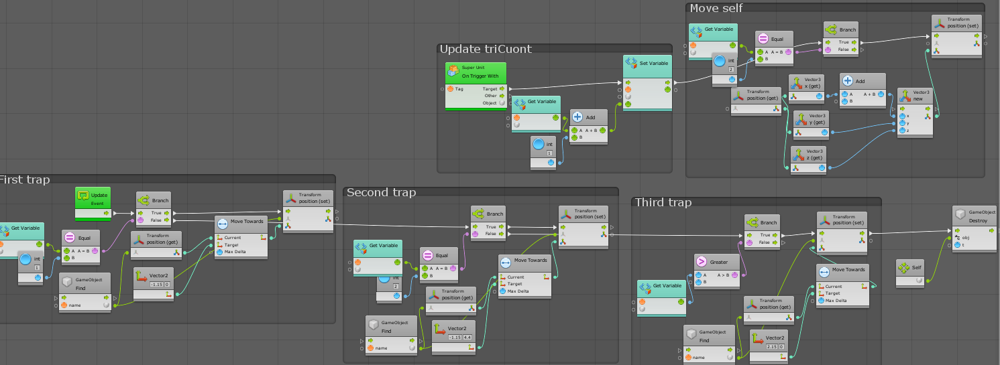 Move self
Transform
position (set)
Get Variable
Equal
A A = B
B
Branch
True
False
int
2
Transform
position (get)
Vector3
x (get)
Add
A A + B
B
Vector3
new
x
y
z
Vector3
y (get)
Vector3
z (get)
Update triCuont
Super Unit
On Trigger With
Tag Target
Other
Object
Get Variable
Add
A A + B
B
int
1
Set Variable
First trap
Update
Event
Branch
True
False
Transform
position (set)
Get Variable
Equal
A A = B
B
int
1
Transform
position (get)
Move Towards
Current
Target
Max Delta
GameObject
Find
name
Vector2
-1.15 0
Second trap
Branch
True
False
Transform
position (set)
Get Variable
Equal
A A = B
B
int
2
Move Towards
Current
Target
Max Delta
Transform
position (get)
GameObject
Find
name
Vector2
-1.15 4.4
Third trap
Branch
True
False
Transform
position (set)
GameObject
Destroy
obj
t
Self
Greater
A A > B
B
Get Variable
Move Towards
Current
Target
Max Delta
Transform
position (get)
GameObject
Find
name
Vector2
2.15 0